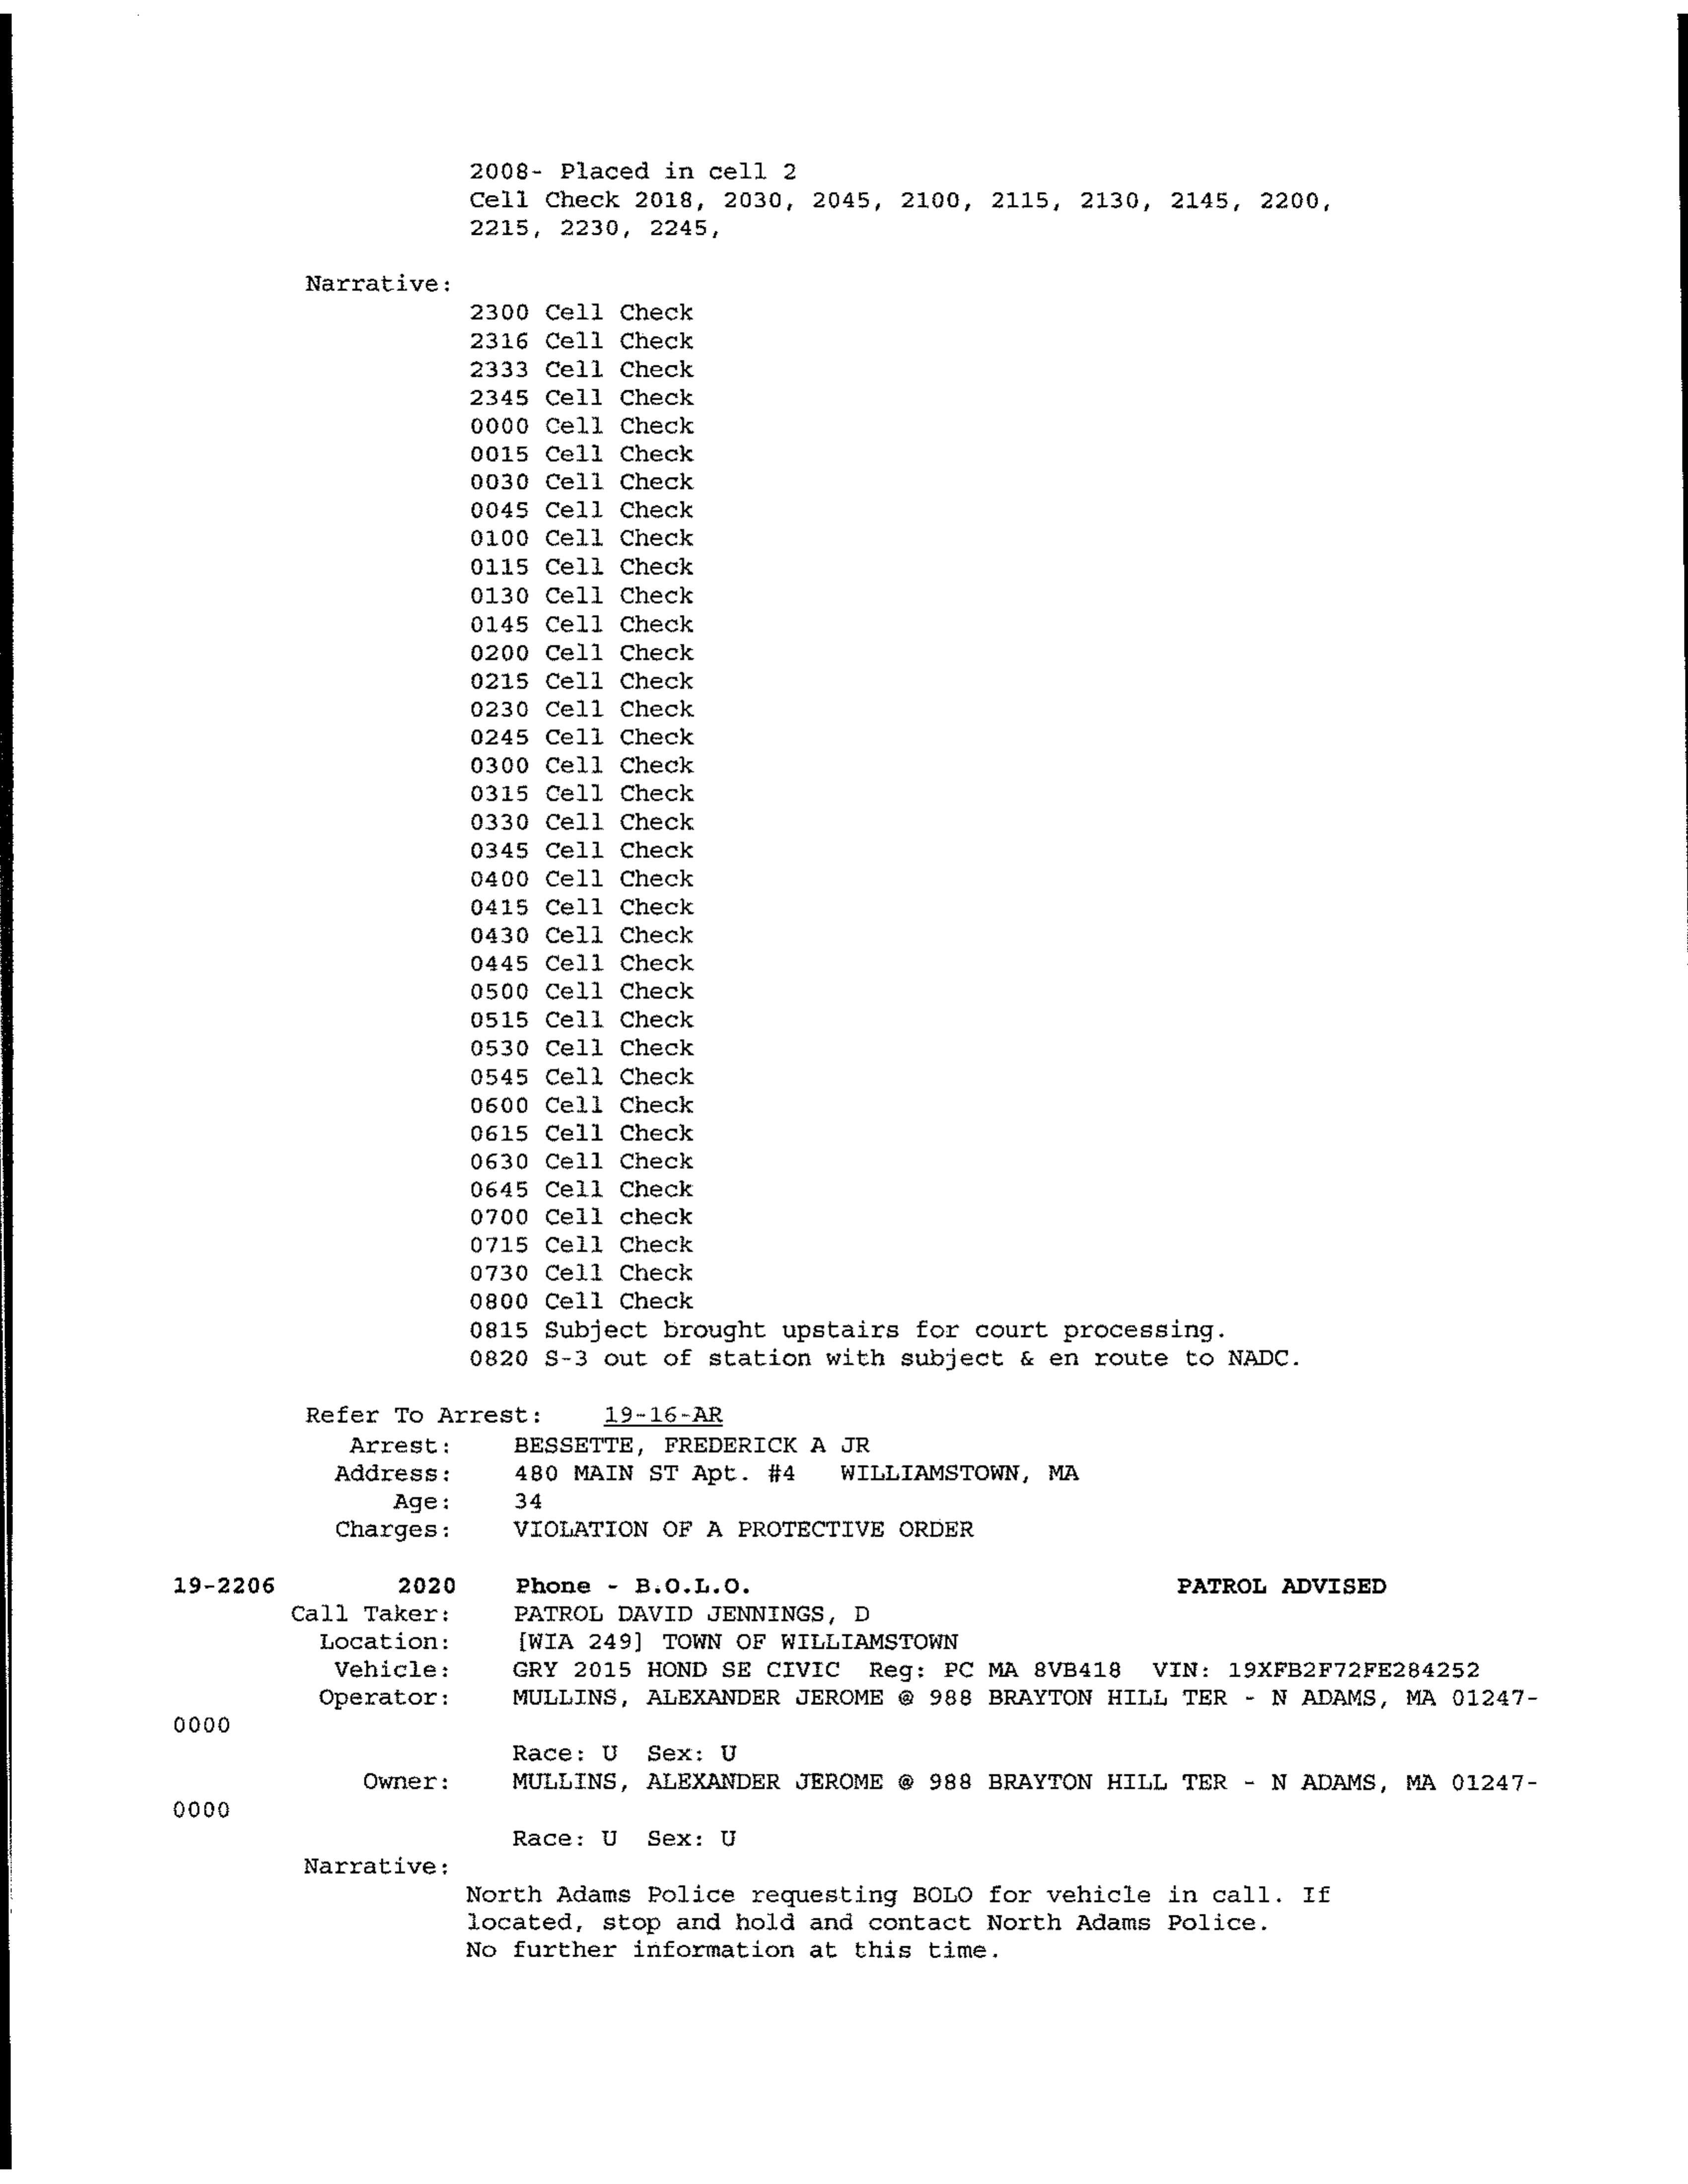 2008- Placed in cell 2
Cell Check 2018, 2030, 2045, 2100, 2115, 2130, 2145, 2200,
2215, 2230, 2245,
Narrative:
2300 Cell Check
2316 Cell Check
2333 Cell Check
2345 Cell Check
0000 Cell Check
0015 Cell Check
0030 Cell Check
0045 Cell Check
0100 Cell Check
0115 Cell Check
0130 Cell Check
0145 Cell Check
0200 Cell Check
0215 Cell Check
0230 Cell Check
0245 Cell Check
0300 Cell Check
0315 Cell Check
0330 Cell Check
0345 Cell Check
0400 Cell Check
0415 Cell Check
0430 Cell Check
0445 Cell Check
0500 Cell Check
0515 Cell Check
0530 Cell Check
0545 Cell Check
0600 Cell Check
0615 Cell Check
0630 Cell Check
0645 Cell Check
0700 Cell check
0715 Cell Check
0730 Cell Check
0800 Cell Check
0815 Subject brought upstairs for court processing.
0820 S-3 out of station with subject & en route to NADC.
Refer To Arrest: 19-16-AR
Arrest: BESSETTE, FREDERICK A JR
Address: 480 MAIN ST Apt. #4 WILLIAMSTOWN, MA
Age: 34
Charges: VIOLATION OF A PROTECTIVE ORDER
19-2206 2020 Phone - B.O.L.O. PATROL ADVISED
Call Taker: PATROL DAVID JENNINGS, D
Location: [WIA 249] TOWN OF WILLIAMSTOWN
Vehicle: GRY 2015 HOND SE CIVIC Reg: PC MA 8VB418 VIN: 19XFB2F72FE284252
Operator: MULLINS, ALEXANDER JEROME @ 988 BRAYTON HILL TER - N ADAMS, MA 01247-
0000
Race: U Sex: U
Owner: MULLINS, ALEXANDER JEROME @ 988 BRAYTON HILL TER - N ADAMS, MA 01247-
0000
Race: U Sex: U
Narrative:
North Adams Police requesting BOLO for vehicle in call. If
located, stop and hold and contact North Adams Police.
No further information at this time.